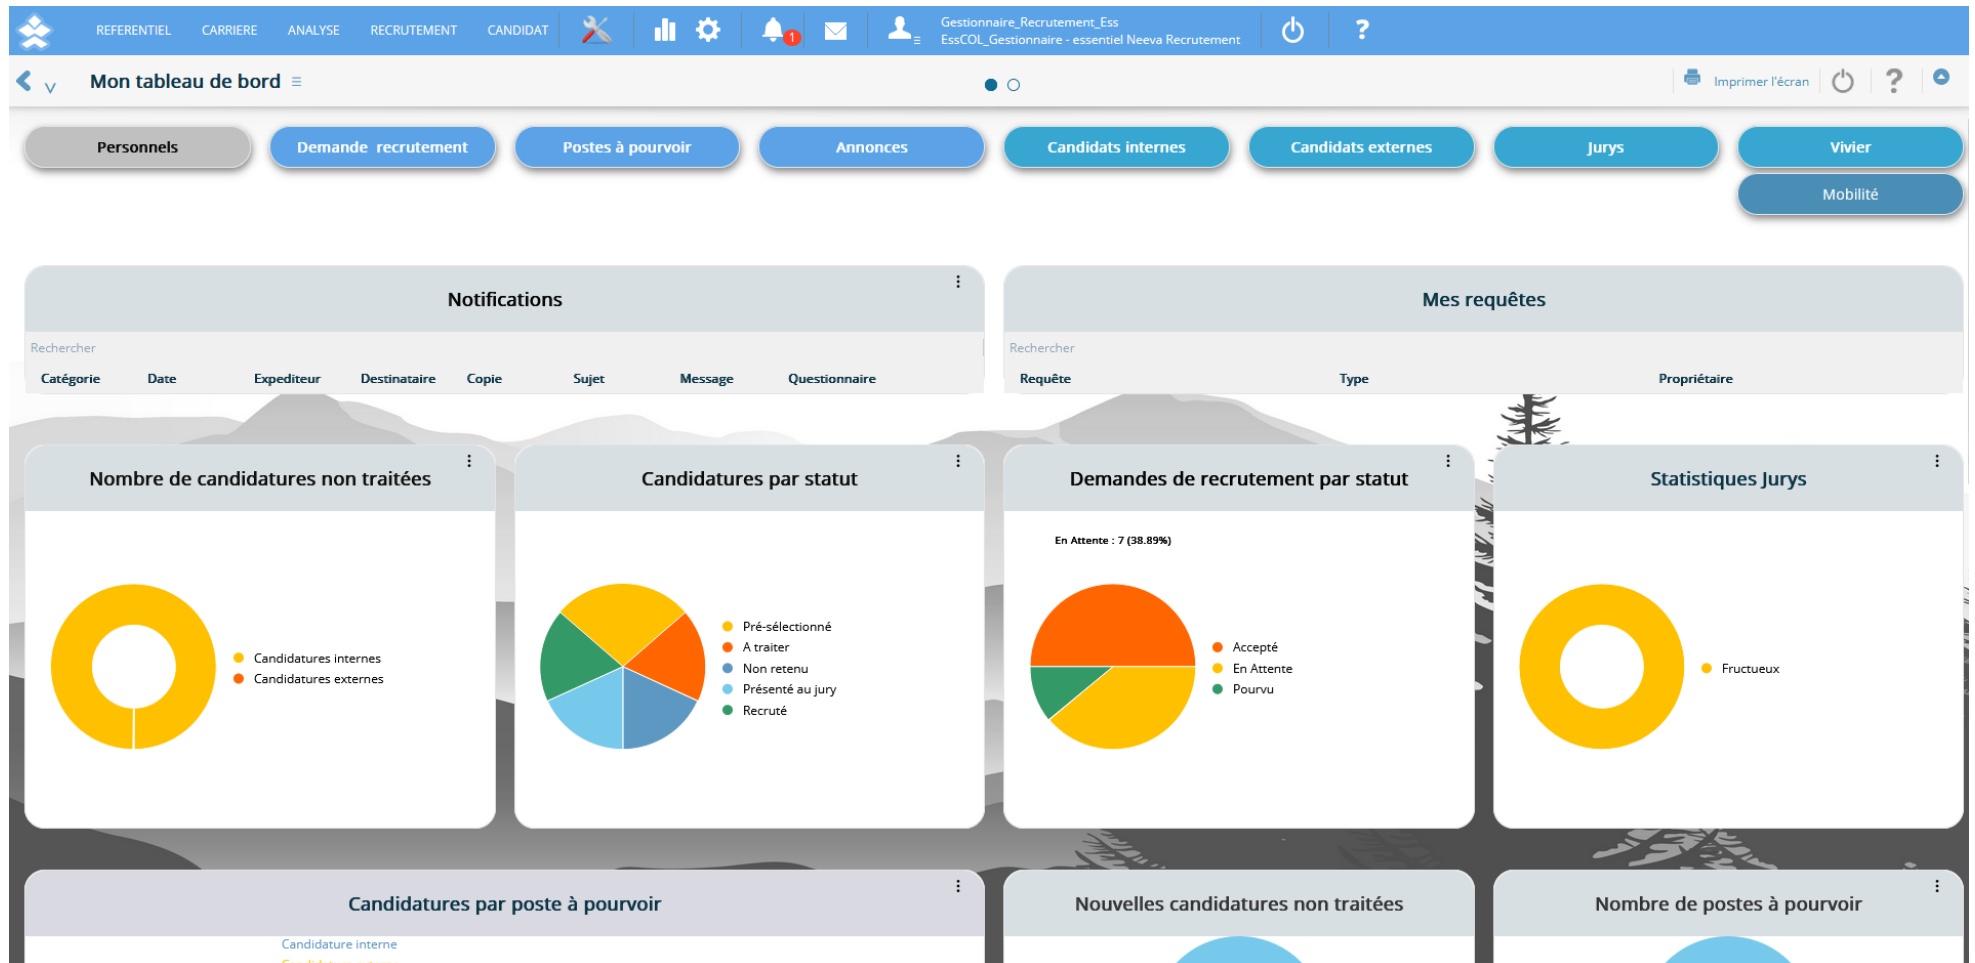 REFERENTIEL CARRIERE ANALYSE RECRUTEMENT CANDIDAT 1 Gestionnaire_Recrutement_Ess ?
EssCOL_Gestionnaire - essentiel Neeva Recrutement
Mon tableau de bord Imprimer l'écran ?
Personnels Demande recrutement Postes à pourvoir Annonces Candidats internes Candidats externes Jurys Vivier
Mobilité
Notifications
Rechercher
Catégorie Date Expediteur Destinataire Copie Sujet Message Questionnaire
Mes requêtes
Rechercher
Requête Type Propriétaire
Nombre de candidatures non traitées
Candidatures internes
Candidatures externes
Candidatures par statut
Pré-sélectionné
A traiter
Non retenu
Présenté au jury
Recruté
Demandes de recrutement par statut
En Attente : 7 (38.89%)
Accepté
En Attente
Pourvu
Statistiques Jurys
Fructueux
Candidatures par poste à pourvoir
Candidature interne
Nouvelles candidatures non traitées
Nombre de postes à pourvoir